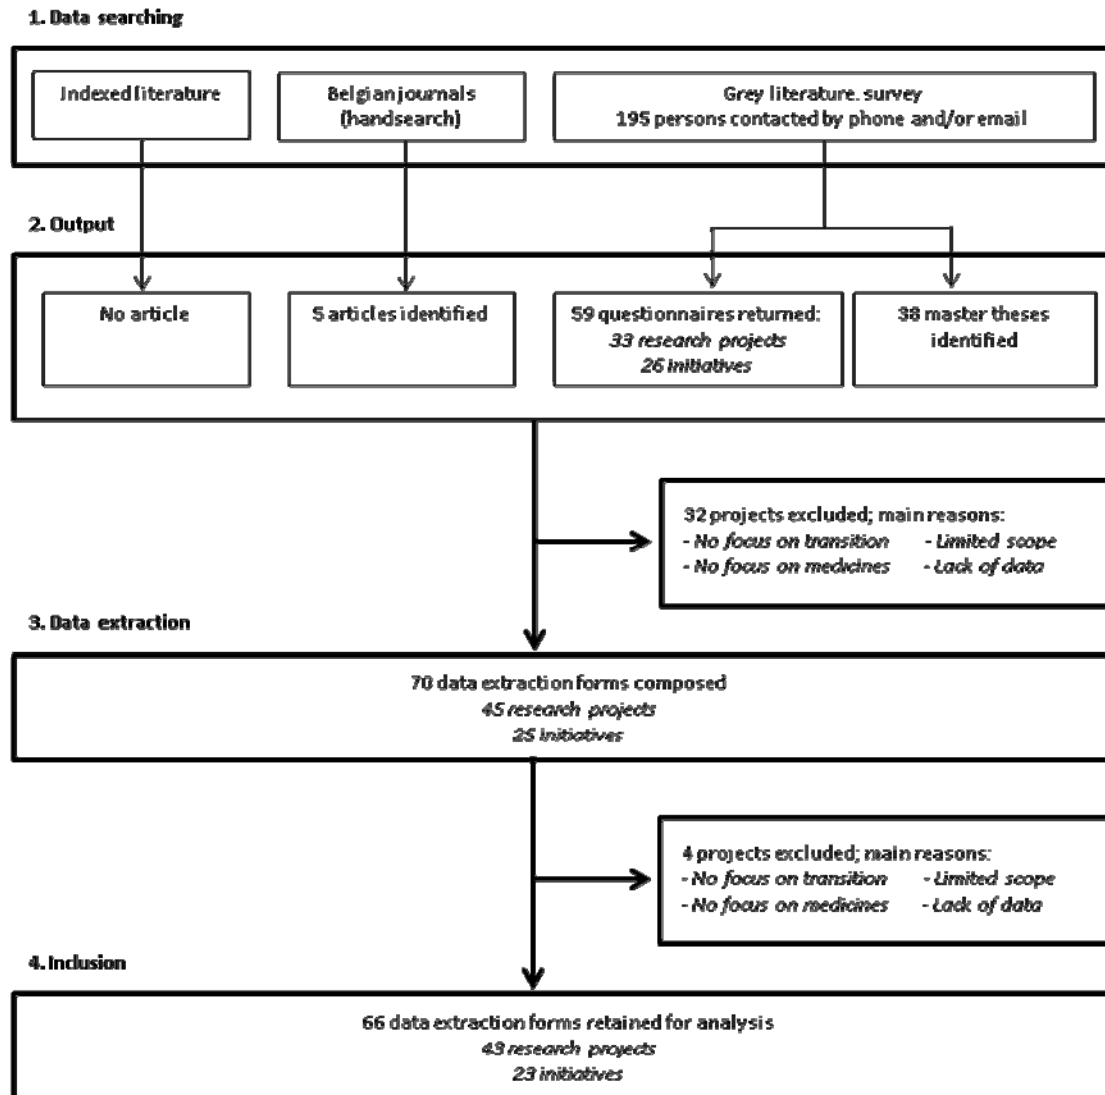 1. Data searching
Indexed literature
Belgian journals
(handsearch)
Grey literature. survey
195 persons contacted by phone and/or email
2. Output
No article
5 articles identified
59 questionnaires returned:
33 research projects
26 initiatives
38 master theses
identified
32 projects excluded; main reasons:
- No focus on transition - Limited scope
- No focus on medicines - Lack of data
3. Data extraction
70 data extraction forms composed
45 research projects
25 initiatives
4 projects excluded; main reasons:
- No focus on transition - Limited scope
- No focus on medicines - Lack of data
4. Inclusion
66 data extraction forms retained for analysis
43 research projects
23 initiatives